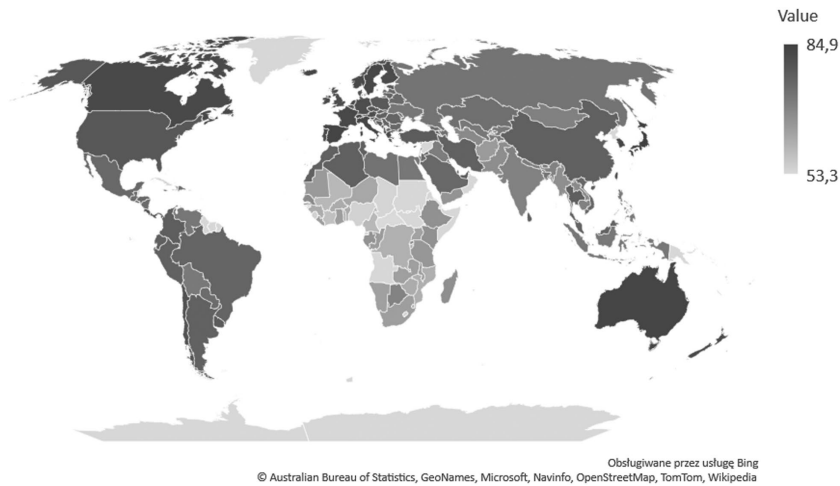 Value
84,9
53,3
Obsługiwane przez usługę Bing
© Australian Bureau of Statistics, GeoNames, Microsoft, Navinfo, OpenStreetMap, TomTom, Wikipedia